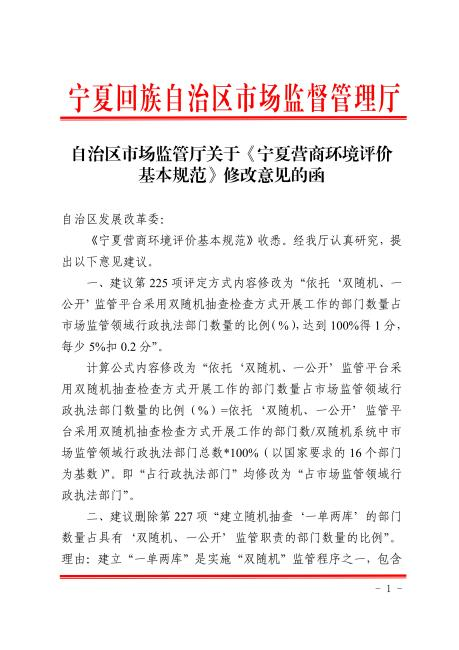 宁夏回族自治区市场监督管理厅
自治区市场监管厅关于《宁夏营商环境评价
基本规范》修改意见的函
自治区发展改革委：
《宁夏营商环境评价基本规范》收悉。经我厅认真研究，提
出以下意见建议。
一、建议第 225 项评定方式内容修改为“依托‘双随机、一
公开’监管平台采用双随机抽查检查方式开展工作的部门数量占
市场监管领域行政执法部门数量的比例（%），达到 100%得 1 分，
每少 5%扣 0.2 分”。
计算公式内容修改为“依托‘双随机、一公开’监管平台采
用双随机抽查检查方式开展工作的部门数量占市场监管领域行
政执法部门数量的比例（%）=依托‘双随机、一公开’监管平
台采用双随机抽查检查方式开展工作的部门数/双随机系统中市
场监管领域行政执法部门总数*100%（以国家要求的 16 个部门
为基数）”。即“占行政执法部门”均修改为“占市场监管领域行
政执法部门”。
二、建议删除第 227 项“建立随机抽查‘一单两库’的部门
数量占具有‘双随机、一公开’监管职责的部门数量的比例”。
理由：建立“一单两库”是实施“双随机”监管程序之一，包含
- 1 -